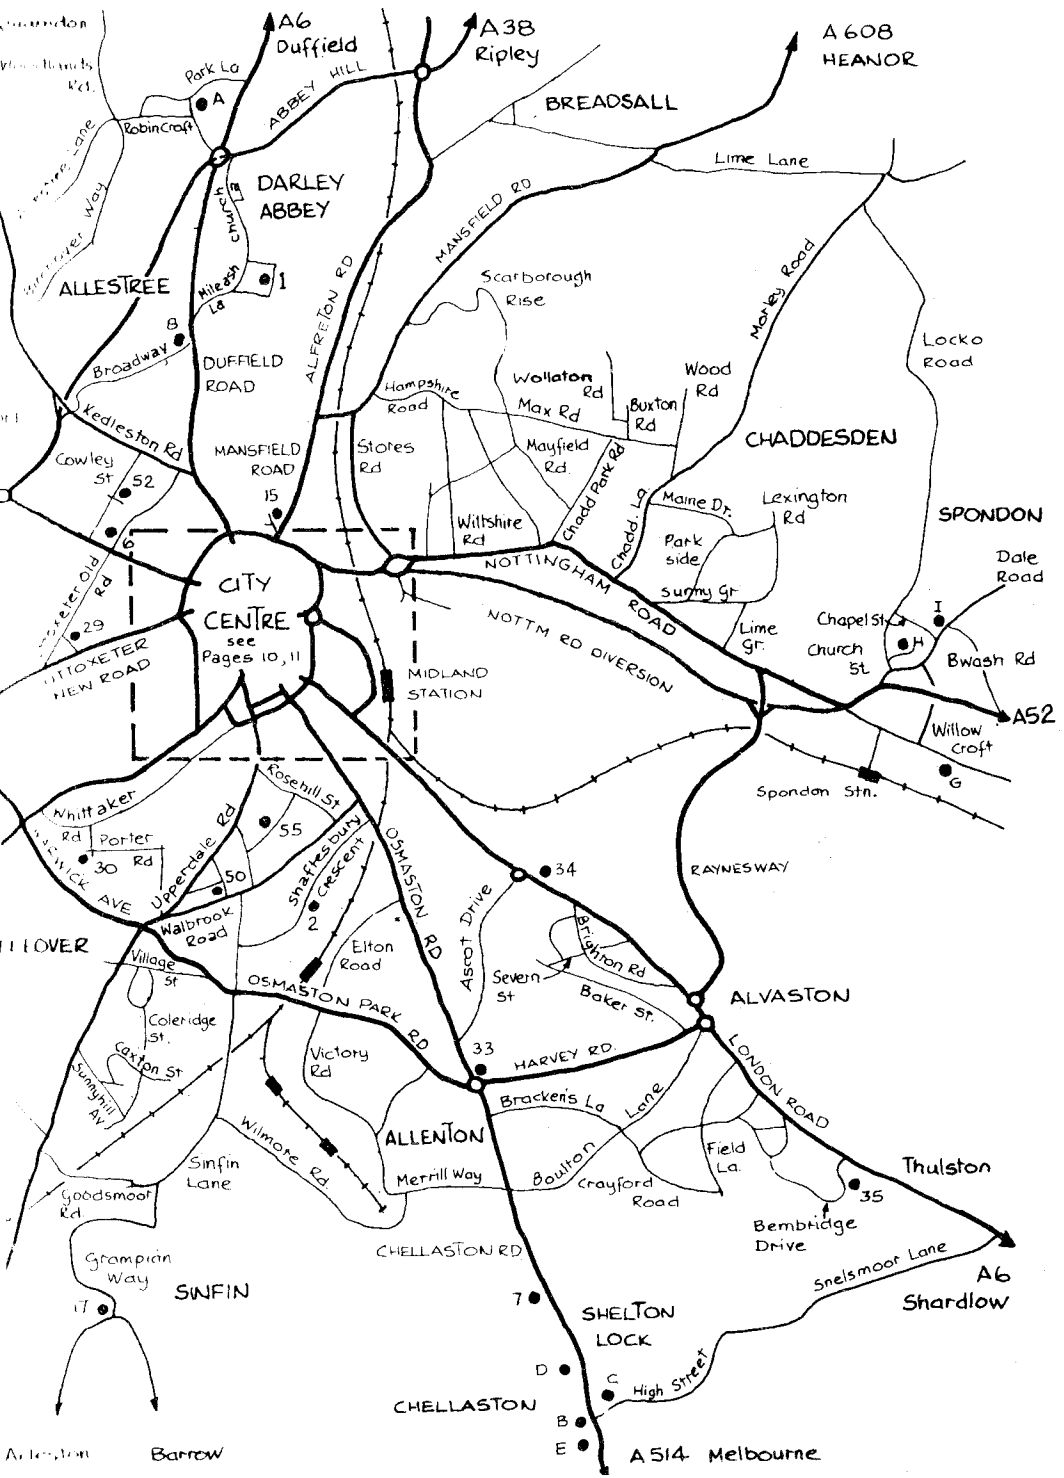 A6
Duffield
A38
Ripley
A608
HEANOR
Rd.
Park La
A
ABBEY HILL
Robin Croft
BREADSALL
Lime Lane
DARLEY
ABBEY
Church La
MANSFIELD RD
ALLESTREE
Mileash
La
1
Scarborough
Rise
Morley Road
8
Broadway
DUFFIELD
ROAD
ALFRETON RD
Locko
Road
Hampshire
Road
Wollaton
Rd
Wood
Rd
Max Rd
Buxton
Rd
Kedleston Rd
MANSFIELD
ROAD
Stores
Rd
Mayfield
Rd.
CHADDESDEN
Cowley
St
52
15
Chadd Park Rd
Chadd. La.
Maine Dr.
Lexington
Rd
SPONDON
Wiltshire
Rd
Park
side
6
Dale
Road
CITY
CENTRE
see
Pages 10, 11
NOTTINGHAM ROAD
Sunny Gr
Old
Rd
29
UTTOXETER
NEW ROAD
NOTTM RD DIVERSION
Lime
Gr.
Chapel St
I
H
Church
St
Bwash Rd
MIDLAND
STATION
A52
Willow
Croft
G
Spondon Stn.
Whittaker
Rd
Rosehill St
Porter
Rd
30
Upperdale Rd
55
50
Shaftesbury
Crescent
2
OSMASTON RD
34
RAYNESWAY
AVE
Walbrook
Road
Village
St
Elton
Road
Ascot Drive
Brighton Rd
Severn
St
Baker St.
ALVASTON
OSMASTON PARK RD
Coleridge
St.
Caxton St
Sunnyhill
Av
Victory
Rd
33
HARVEY RD.
LONDON ROAD
Bracken's La
ALLENTON
Boulton Lane
Wilmore Rd.
Sinfin
Lane
Merrill Way
Crayford
Road
Field
La.
Thulston
35
Goodsmoor
Rd.
Bembridge
Drive
Grampian
Way
CHELLASTON RD
Snelsmoor Lane
SINFIN
A6
Shardlow
17
7
SHELTON
LOCK
D
C
High Street
CHELLASTON
B
E
Barrow
A514 Melbourne